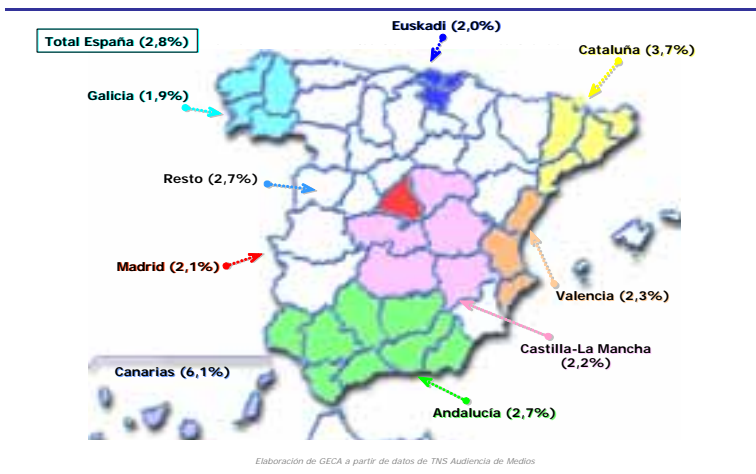 Euskadi (2,0%)
Total España (2,8%)
Cataluña (3,7%)
Galicia (1,9%)
Resto (2,7%)
Madrid (2,1%)
Valencia (2,3%)
Castilla-La Mancha
(2,2%)
Canarias (6,1%)
Andalucía (2,7%)
Elaboración de GECA a partir de datos de TNS Audiencia de Medios